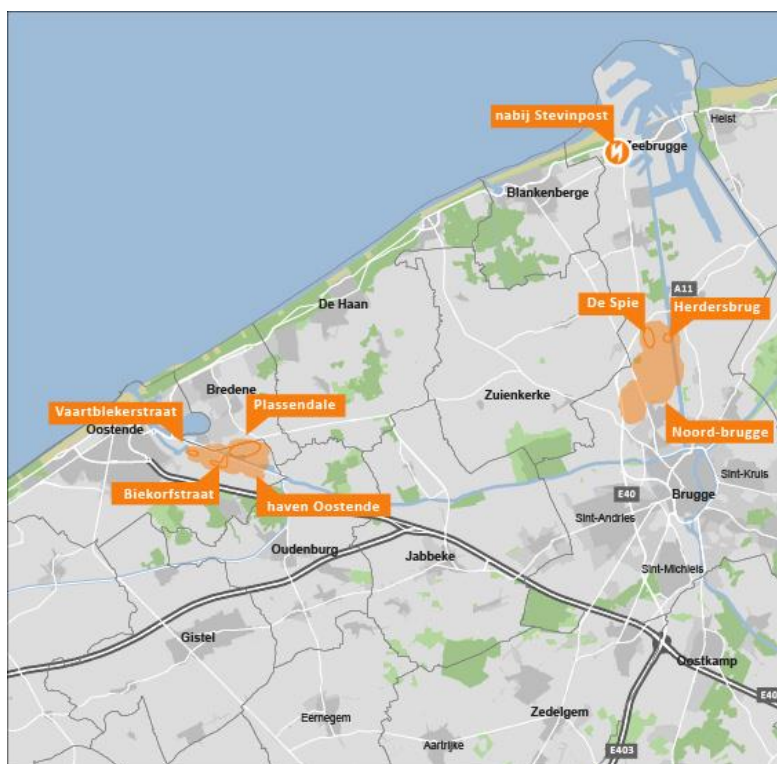 nabij Stevinpost
Heist
Zeebrugge
Blankenberge
A11
De Spie
Herdersbrug
De Haan
Bredene
Plassendale
Zuienkerke
Vaartblekerstraat
Oostende
Noord-brugge
Sint-Kruis
Biekorfstraat
haven Oostende
E40
Brugge
Sint-Andries
Oudenburg
Jabbeke
Sint-Michiels
Gistel
Oostkamp
E40
Eernegem
Zedelgem
Aartrijke
E403